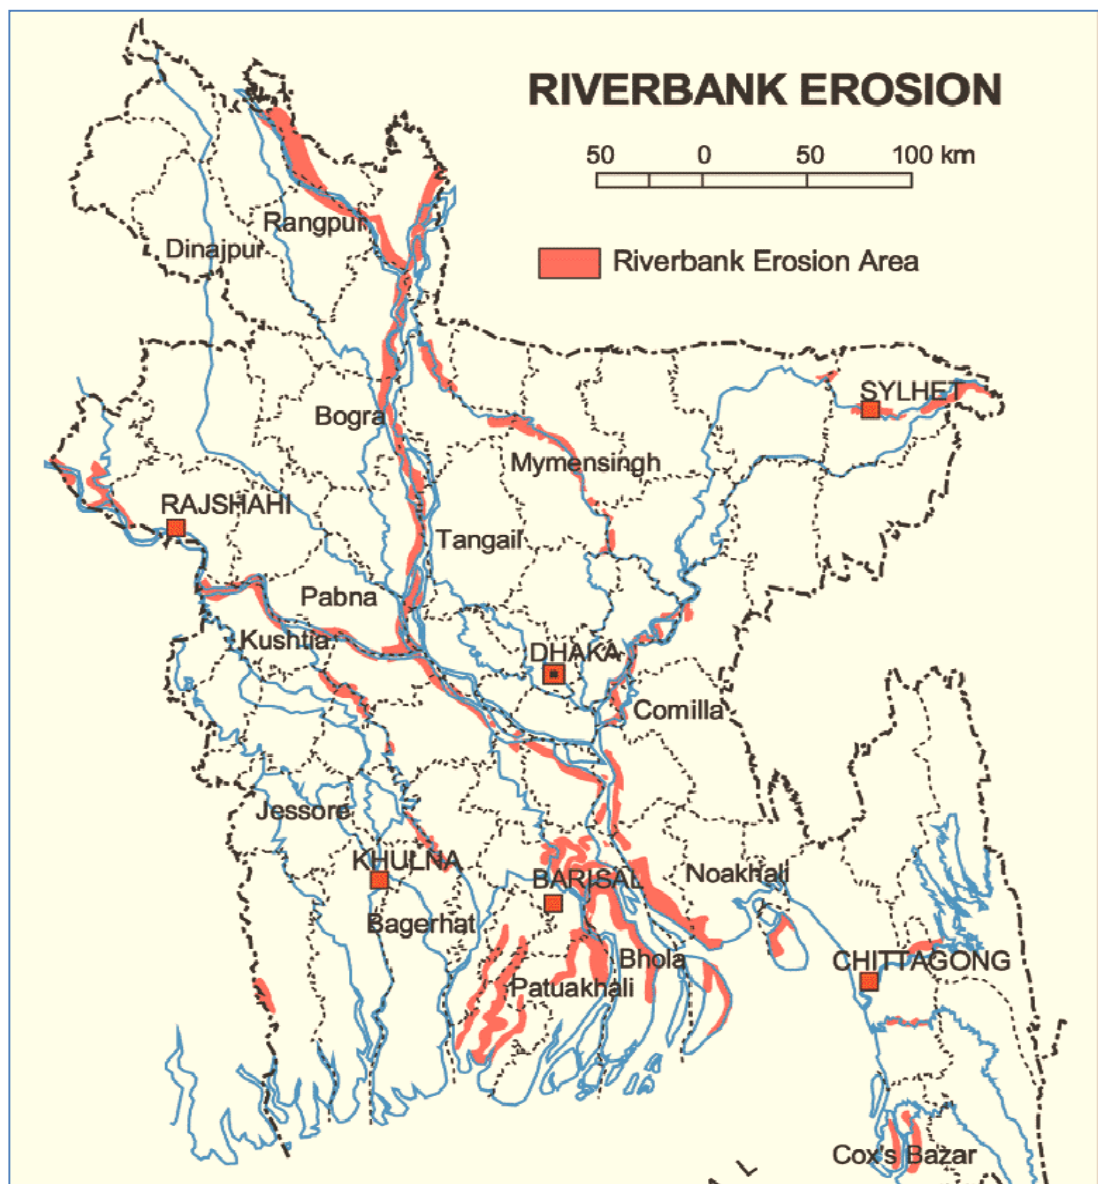 RIVERBANK EROSION
50 0 50 100 km
Riverbank Erosion Area
Rangpur
Dinajpur
SYLHET
Bogra
Mymensingh
RAJSHAHI
Tangail
Pabna
Kushtia
DHAKA
Comilla
Jessore
KHULNA
BARISAL
Noakhali
Bagerhat
Bhola
CHITTAGONG
Patuakhali
Cox's Bazar